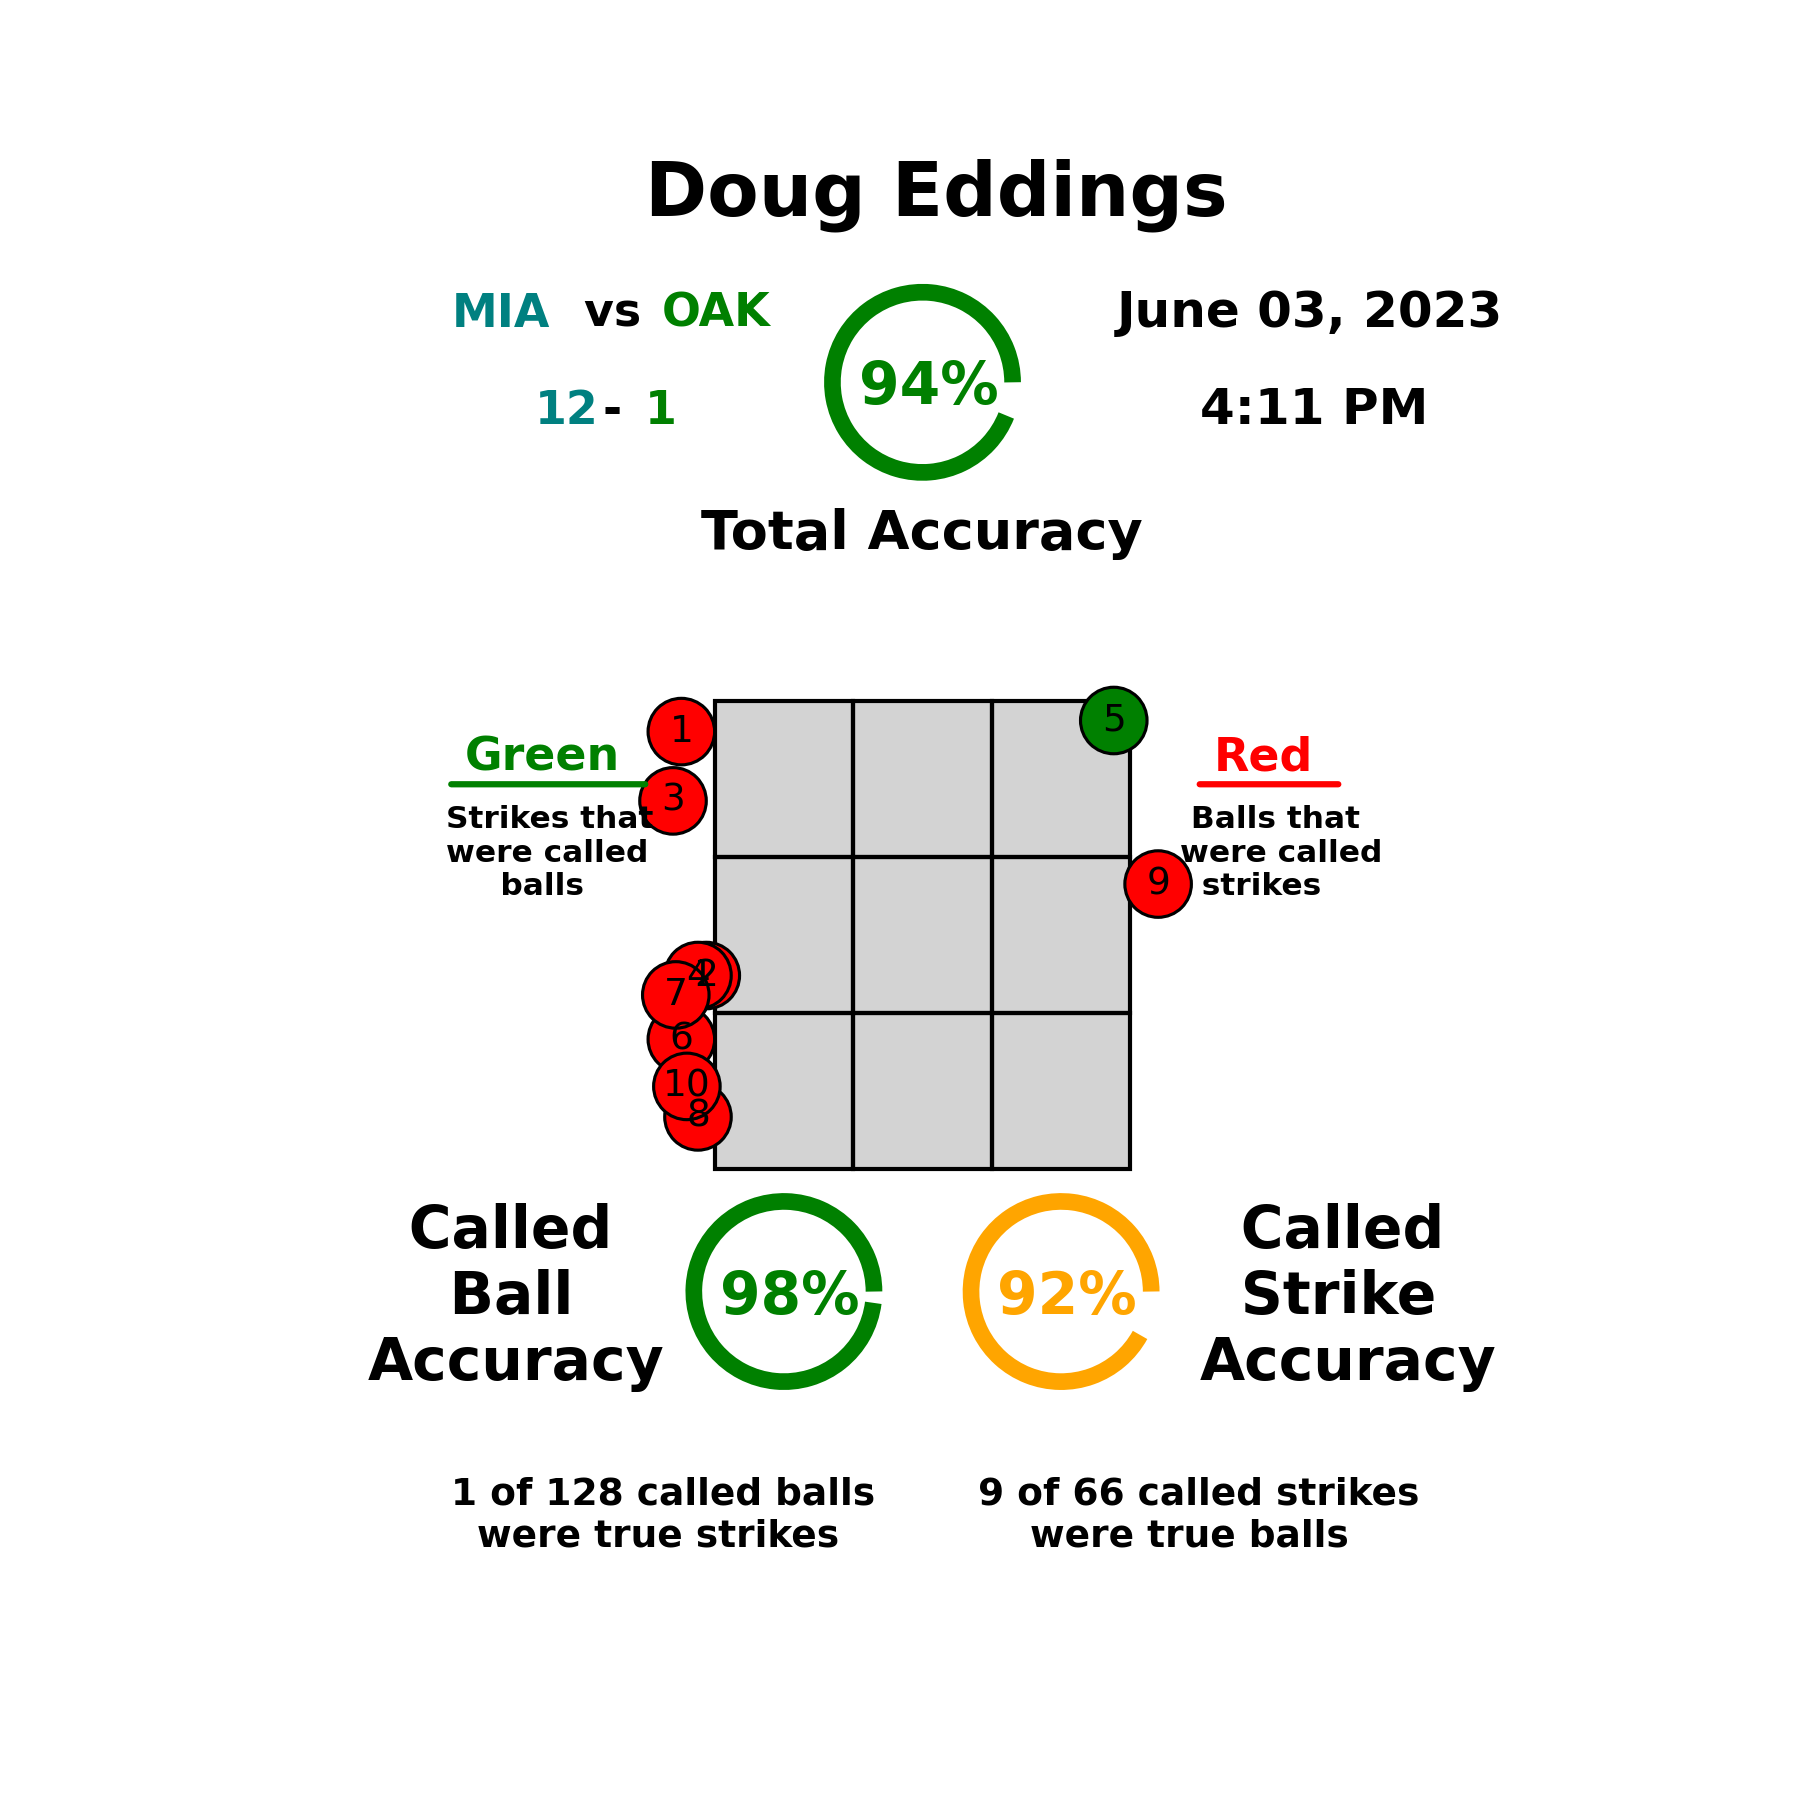 Doug Eddings
MIA vs OAK
12 - 1
94%
June 03, 2023
4:11 PM
Total Accuracy
Green
Strikes that
were called
balls
1
3
5
9
4
2
7
6
10
8
Red
Balls that
were called
strikes
Called
Ball
Accuracy
98%
92%
Called
Strike
Accuracy
1 of 128 called balls
were true strikes
9 of 66 called strikes
were true balls